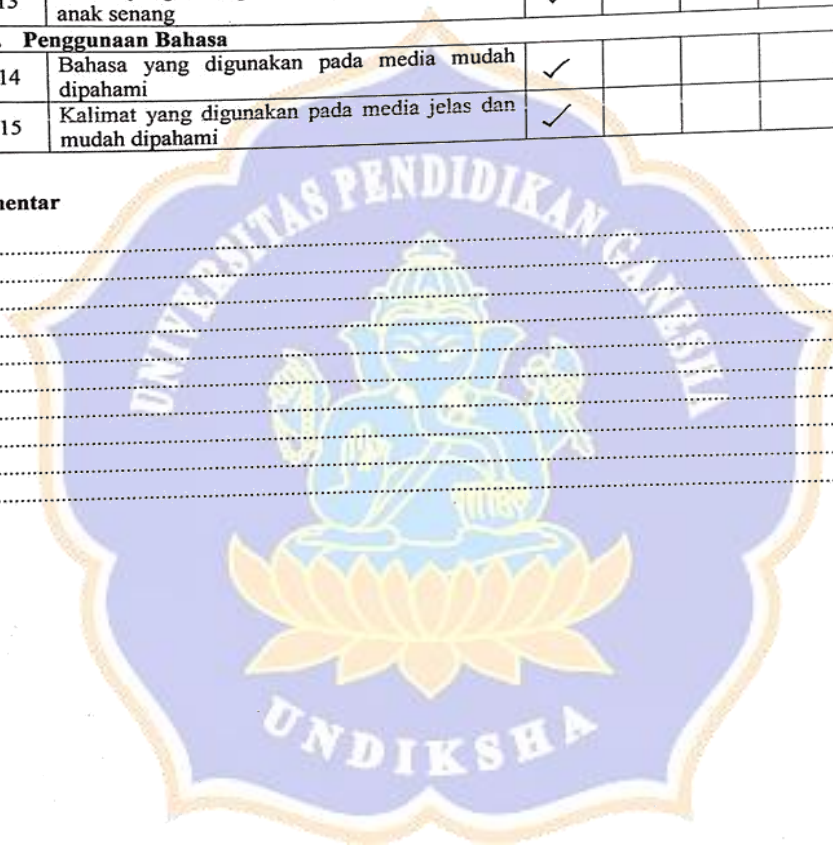 13
anak senang
Penggunaan Bahasa
14 Bahasa yang digunakan pada media mudah ✓
dipahami
15 Kalimat yang digunakan pada media jelas dan ✓
mudah dipahami
mentar
UNIVERSITAS PENDIDIKAN GANESHA
UNDIKSHA